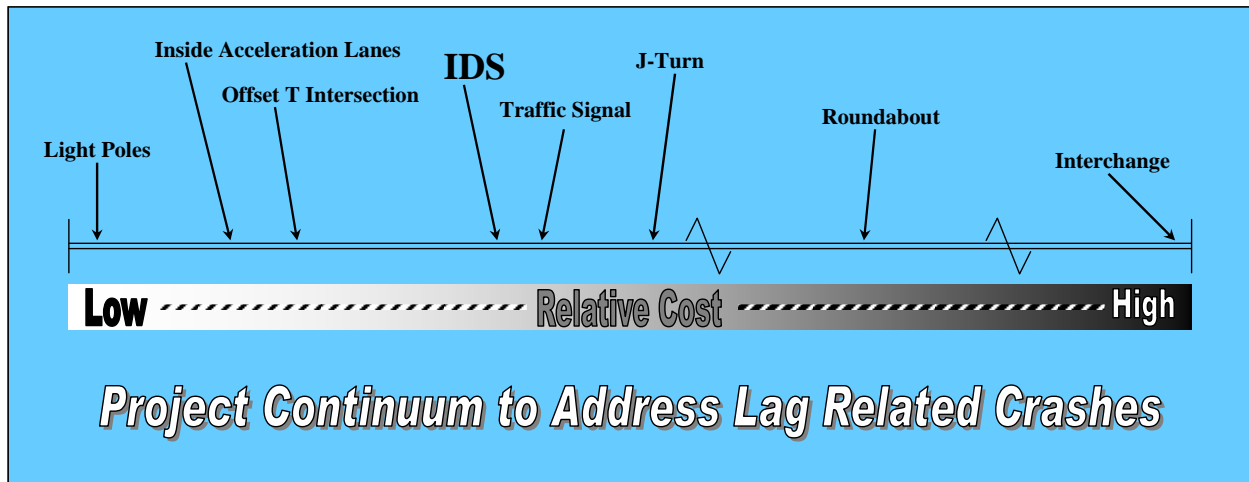 Inside Acceleration Lanes
IDS
J-Turn
Offset T Intersection
Traffic Signal
Roundabout
Light Poles
Interchange
Low
Relative Cost
High
Project Continuum to Address Lag Related Crashes